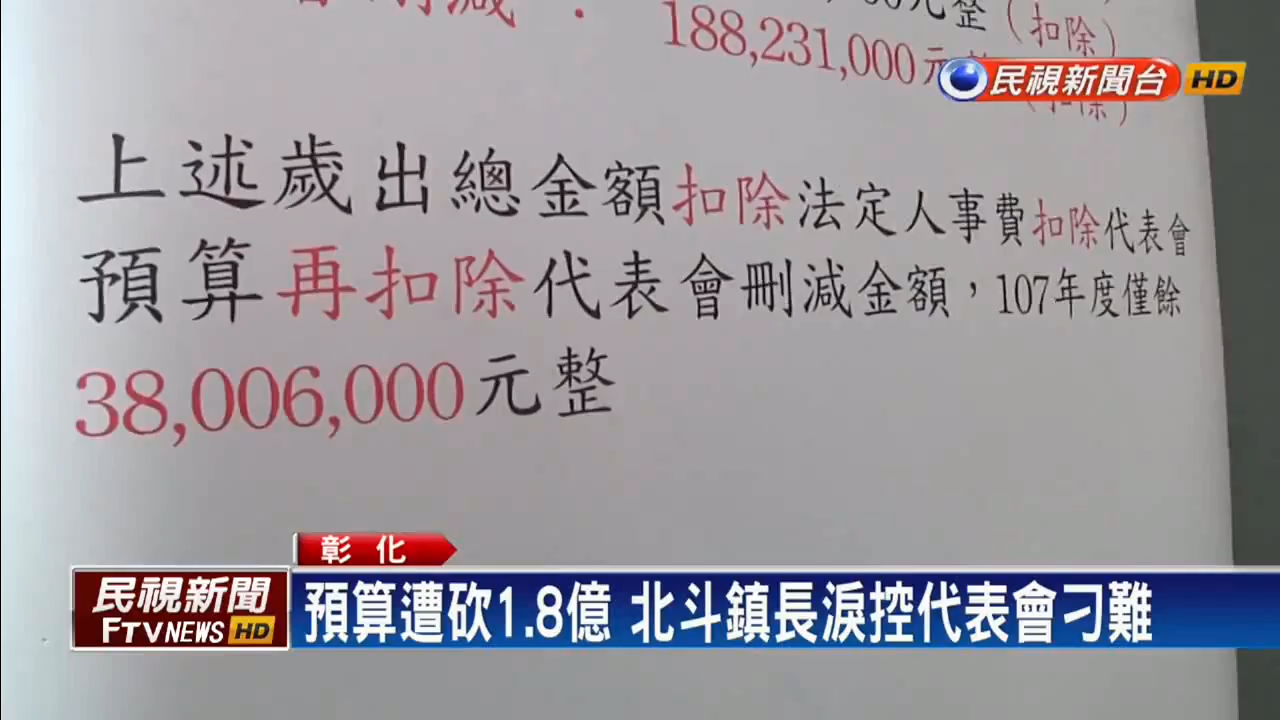 元整(扣除)
188,231,000元
民視新聞台 HD
上述歲出總金額扣除法定人事費扣除代表會
預算再扣除代表會刪減金額，107年度僅餘
38,006,000元整
彰化
民視新聞 FTVNEWS HD
預算遭砍1.8億 北斗鎮長淚控代表會刁難